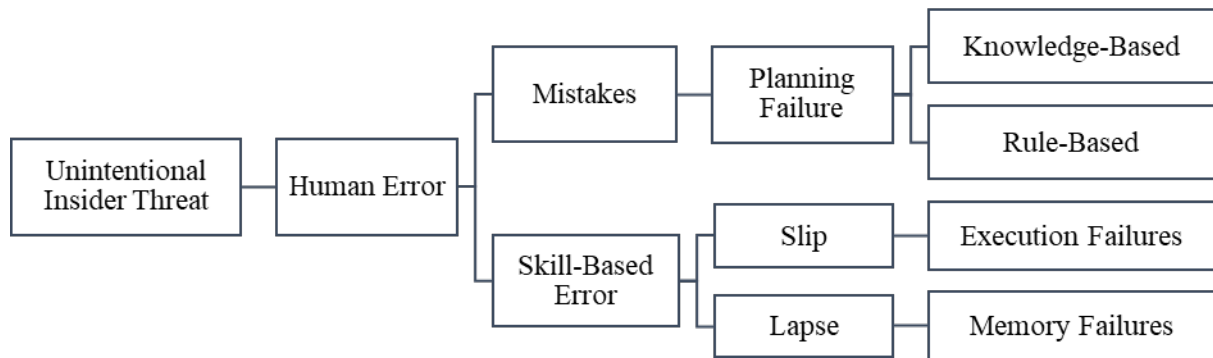 Unintentional
Insider Threat
Human Error
Mistakes
Planning
Failure
Knowledge-Based
Rule-Based
Skill-Based
Error
Slip
Execution Failures
Lapse
Memory Failures